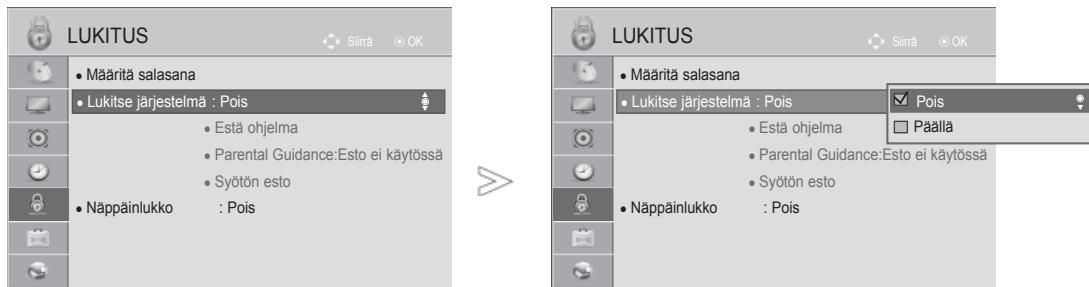 LUKITUS
Siirrä OK
• Määritä salasana
• Lukitse järjestelmä : Pois
• Estä ohjelma
• Parental Guidance:Esto ei käytössä
• Syötön esto
• Näppäinlukko : Pois
LUKITUS
Siirrä OK
• Määritä salasana
• Lukitse järjestelmä : Pois
Pois
Päällä
• Estä ohjelma
• Parental Guidance:Esto ei käytössä
• Syötön esto
• Näppäinlukko : Pois